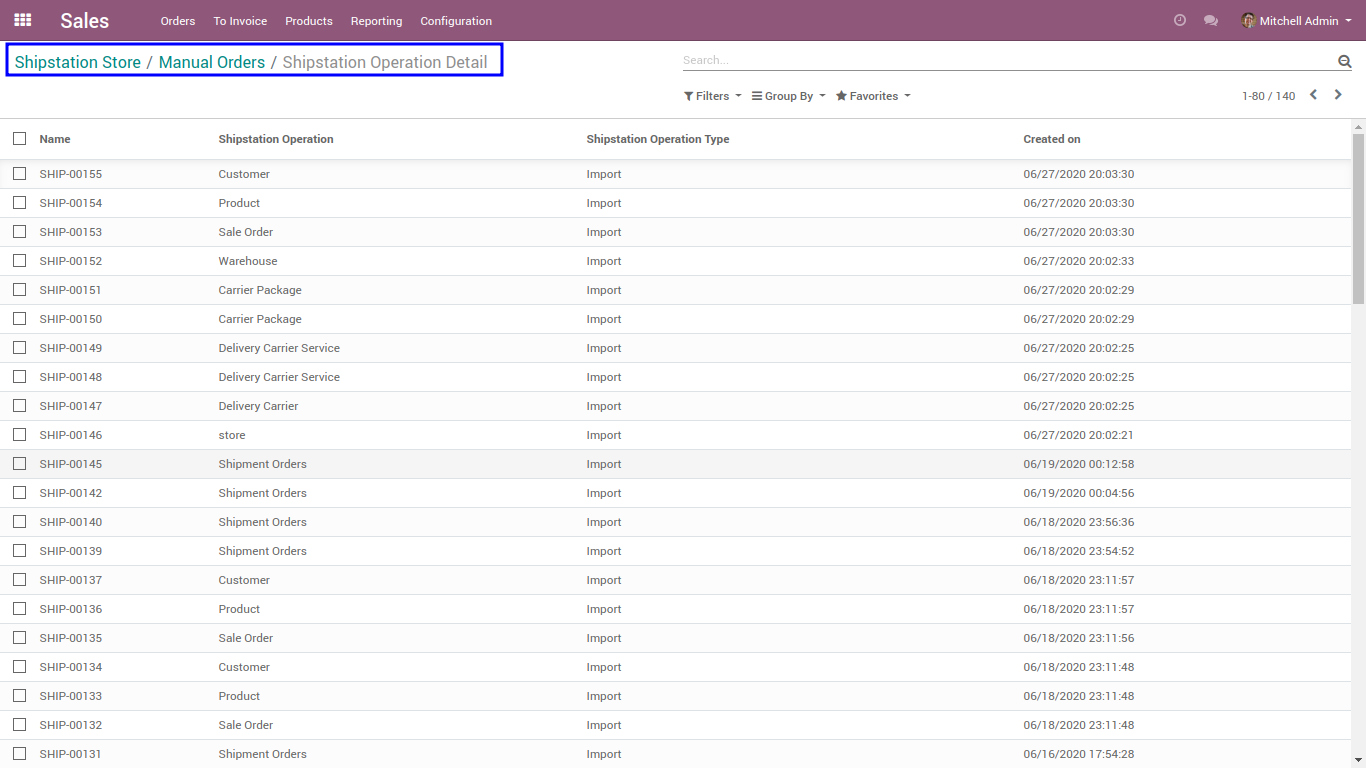 Sales Orders To Invoice Products Reporting Configuration Mitchell Admin
Shipstation Store / Manual Orders / Shipstation Operation Detail Search...
Filters Group By Favorites 1-80 / 140
Name Shipstation Operation Shipstation Operation Type Created on
SHIP-00155 Customer Import 06/27/2020 20:03:30
SHIP-00154 Product Import 06/27/2020 20:03:30
SHIP-00153 Sale Order Import 06/27/2020 20:03:30
SHIP-00152 Warehouse Import 06/27/2020 20:02:33
SHIP-00151 Carrier Package Import 06/27/2020 20:02:29
SHIP-00150 Carrier Package Import 06/27/2020 20:02:29
SHIP-00149 Delivery Carrier Service Import 06/27/2020 20:02:25
SHIP-00148 Delivery Carrier Service Import 06/27/2020 20:02:25
SHIP-00147 Delivery Carrier Import 06/27/2020 20:02:25
SHIP-00146 store Import 06/27/2020 20:02:21
SHIP-00145 Shipment Orders Import 06/19/2020 00:12:58
SHIP-00142 Shipment Orders Import 06/19/2020 00:04:56
SHIP-00140 Shipment Orders Import 06/18/2020 23:56:36
SHIP-00139 Shipment Orders Import 06/18/2020 23:54:52
SHIP-00137 Customer Import 06/18/2020 23:11:57
SHIP-00136 Product Import 06/18/2020 23:11:57
SHIP-00135 Sale Order Import 06/18/2020 23:11:56
SHIP-00134 Customer Import 06/18/2020 23:11:48
SHIP-00133 Product Import 06/18/2020 23:11:48
SHIP-00132 Sale Order Import 06/18/2020 23:11:48
SHIP-00131 Shipment Orders Import 06/16/2020 17:54:28